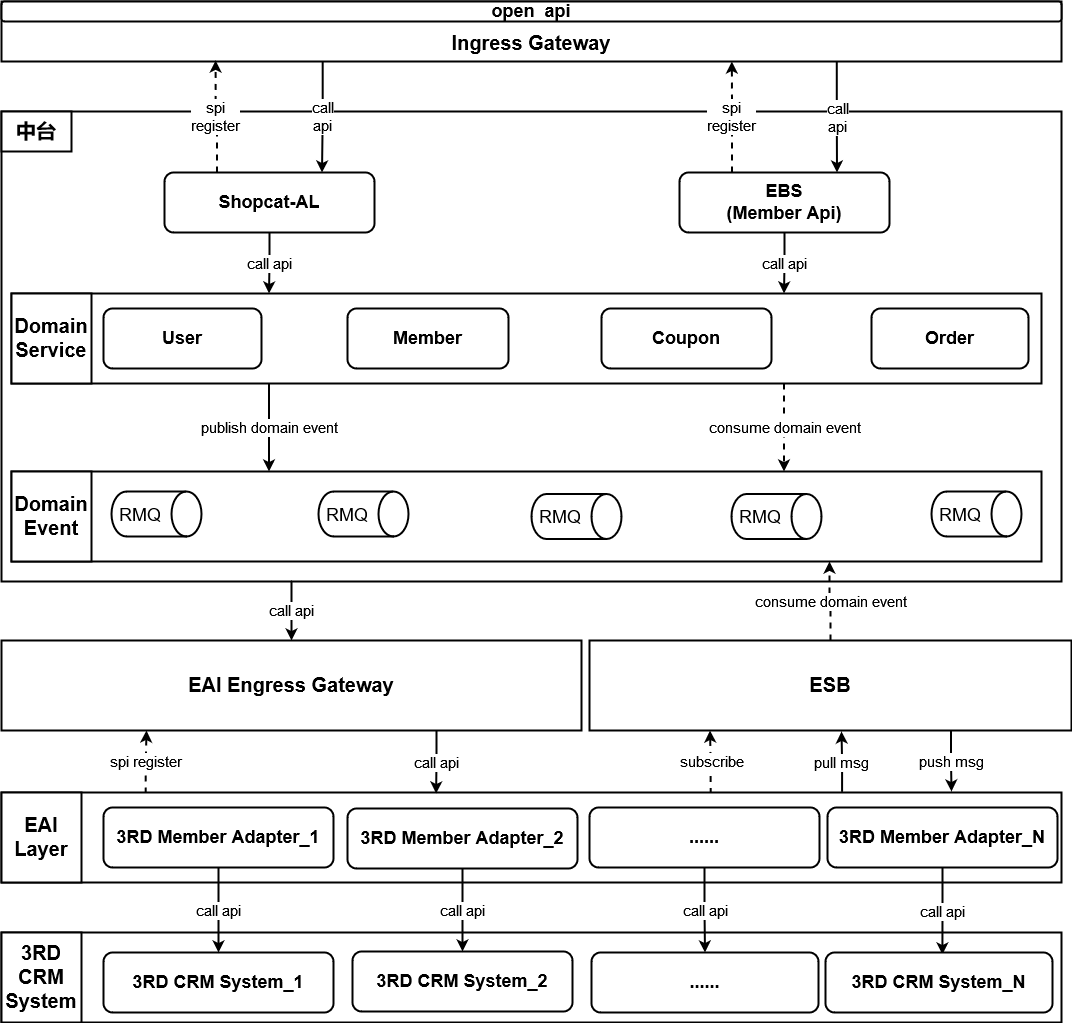 open api
Ingress Gateway
spi
register
call
api
spi
register
call
api
中台
Shopcat-AL
EBS
(Member Api)
call api
call api
Domain
Service
User
Member
Coupon
Order
publish domain event
consume domain event
Domain
Event
RMQ
RMQ
RMQ
RMQ
RMQ
call api
consume domain event
EAI Engress Gateway
ESB
spi register
call api
subscribe
pull msg
push msg
EAI
Layer
3RD Member Adapter_1
3RD Member Adapter_2
......
3RD Member Adapter_N
call api
call api
call api
call api
3RD
CRM
System
3RD CRM System_1
3RD CRM System_2
......
3RD CRM System_N